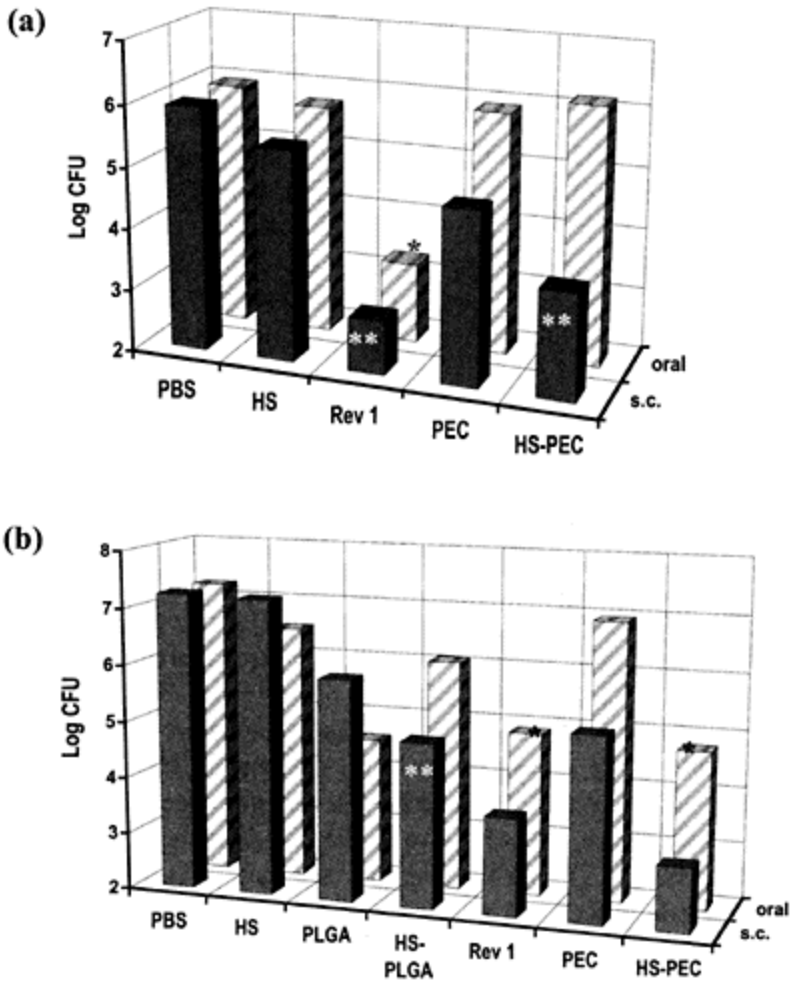 (a)
7
6
5
4
3
2
Log CFU
*
**
**
PBS
HS
Rev 1
PEC
HS-PEC
oral
s.c.
(b)
8
7
6
5
4
3
2
Log CFU
**
*
*
PBS
HS
PLGA
HS-
PLGA
Rev 1
PEC
HS-PEC
oral
s.c.